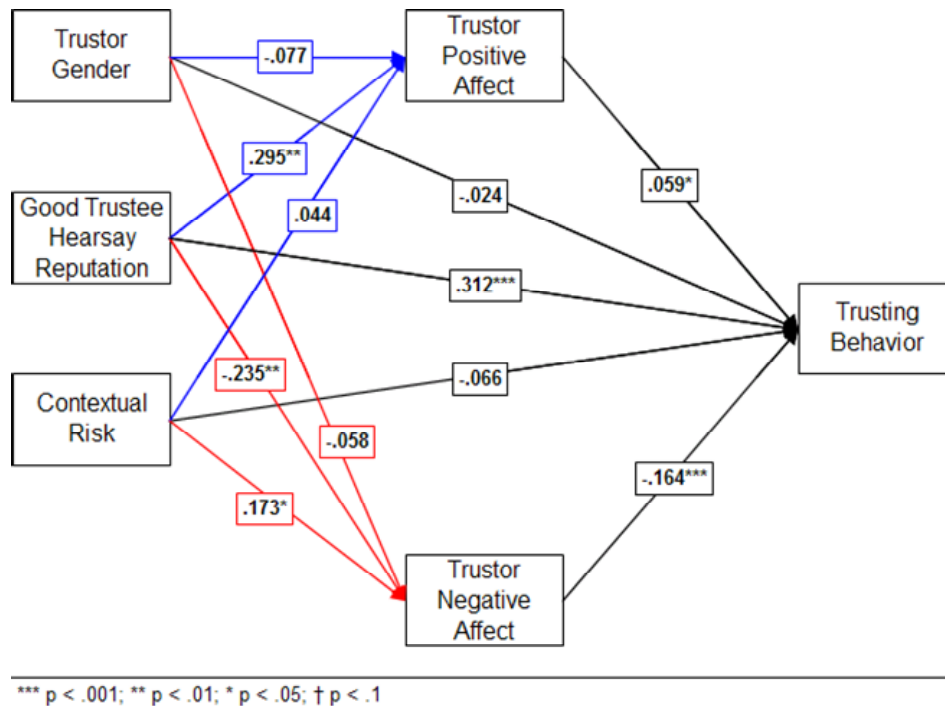 Trustor
Gender
-.077
Trustor
Positive
Affect
.295**
.059*
-.024
Good Trustee
Hearsay
Reputation
.044
.312***
Trusting
Behavior
-.235**
-.066
Contextual
Risk
-.058
-.164***
.173*
Trustor
Negative
Affect
*** p < .001; ** p < .01; * p < .05; † p < .1